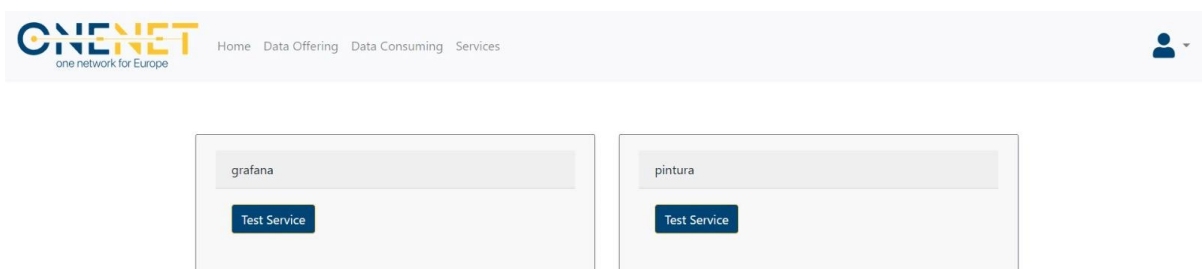 ONENET
one network for Europe
Home Data Offering Data Consuming Services
grafana
pintura
Test Service
Test Service